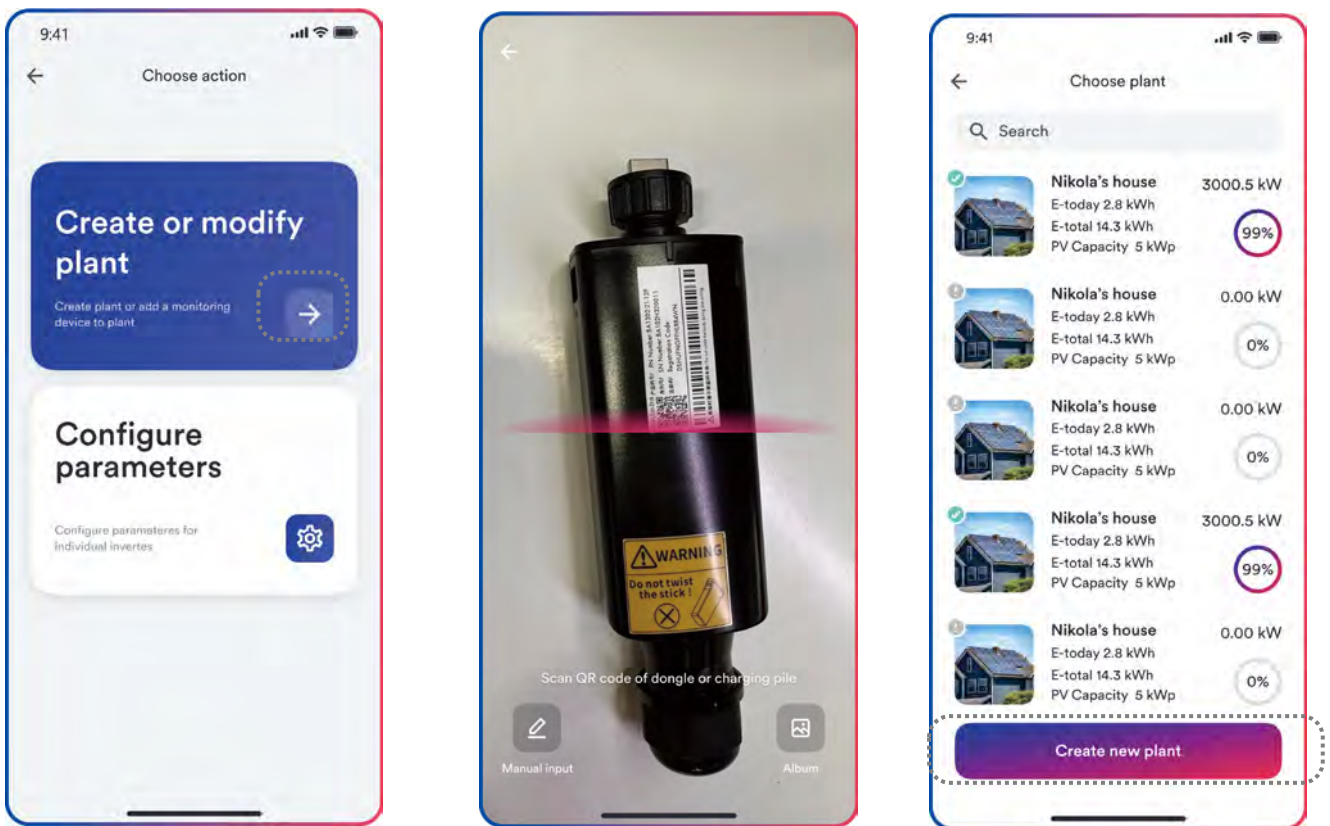 9:41
Choose action
Create or modify
plant
Create plant or add a monitoring
device to plant
Configure
parameters
Configure parameteres for
individual invertes
WARNING
Do not twist
the stick !
Scan QR code of dongle or charging pile
Manual input
Album
9:41
Choose plant
Search
Nikola's house 3000.5 kW
E-today 2.8 kWh
E-total 14.3 kWh 99%
PV Capacity 5 kWp
Nikola's house 0.00 kW
E-today 2.8 kWh
E-total 14.3 kWh 0%
PV Capacity 5 kWp
Nikola's house 0.00 kW
E-today 2.8 kWh
E-total 14.3 kWh 0%
PV Capacity 5 kWp
Nikola's house 3000.5 kW
E-today 2.8 kWh
E-total 14.3 kWh 99%
PV Capacity 5 kWp
Nikola's house 0.00 kW
E-today 2.8 kWh
E-total 14.3 kWh 0%
PV Capacity 5 kWp
Create new plant